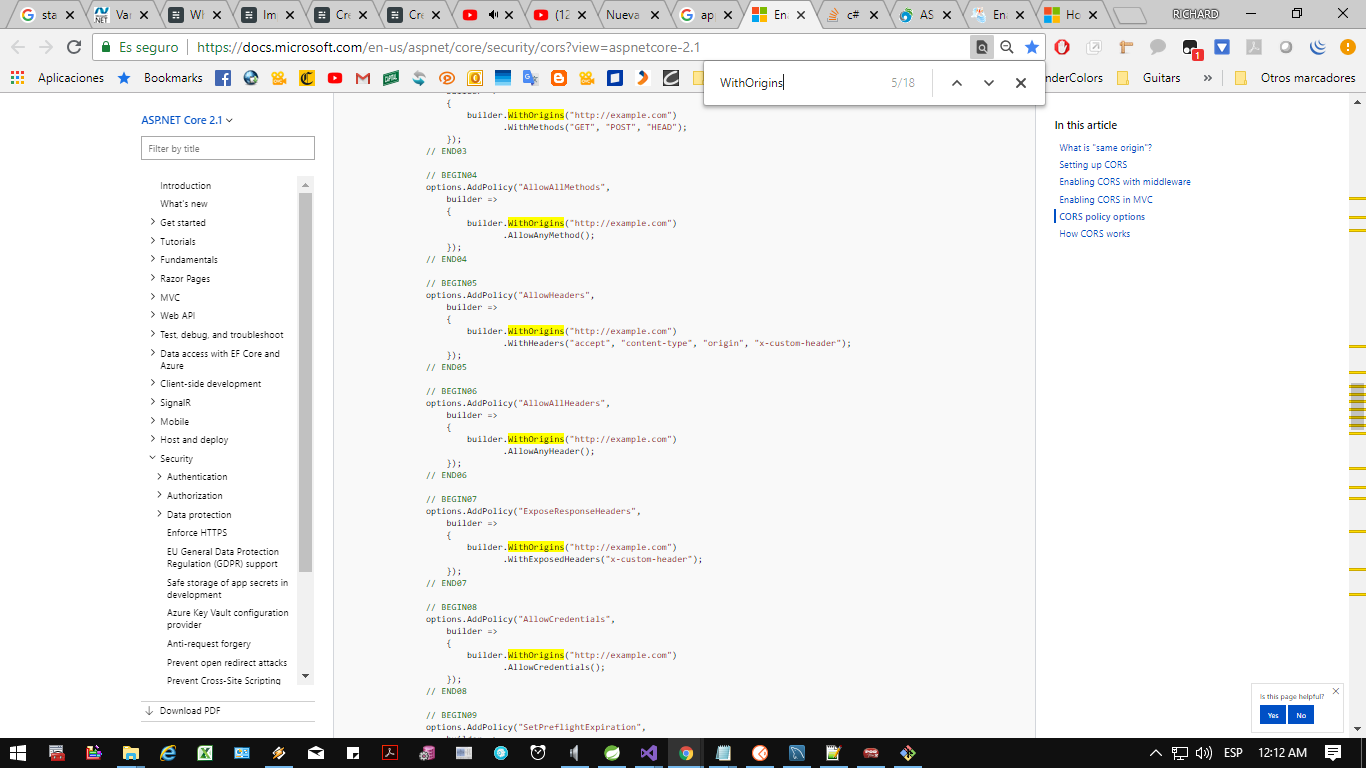 sta
Var
Wh
Im
Cre
Cre
(12
Nueva
ap
Ena
c#
AS
Ena
Ho
RICHARD
Es seguro
https://docs.microsoft.com/en-us/aspnet/core/security/cors?view=aspnetcore-2.1
1
Aplicaciones
Bookmarks
nderColors
Guitars
»
Otros marcadores
WithOrigins
5/18
ASP.NET Core 2.1
Filter by title
Introduction
What's new
Get started
Tutorials
Fundamentals
Razor Pages
MVC
Web API
Test, debug, and troubleshoot
Data access with EF Core and
Azure
Client-side development
SignalR
Mobile
Host and deploy
Security
Authentication
Authorization
Data protection
Enforce HTTPS
EU General Data Protection
Regulation (GDPR) support
Safe storage of app secrets in
development
Azure Key Vault configuration
provider
Anti-request forgery
Prevent open redirect attacks
Prevent Cross-Site Scripting
Download PDF
{
builder.WithOrigins("http://example.com")
.WithMethods("GET", "POST", "HEAD");
});
// END03
// BEGIN04
options.AddPolicy("AllowAllMethods",
builder =>
{
builder.WithOrigins("http://example.com")
.AllowAnyMethod();
});
// END04
// BEGIN05
options.AddPolicy("AllowHeaders",
builder =>
{
builder.WithOrigins("http://example.com")
.WithHeaders("accept", "content-type", "origin", "x-custom-header");
});
// END05
// BEGIN06
options.AddPolicy("AllowAllHeaders",
builder =>
{
builder.WithOrigins("http://example.com")
.AllowAnyHeader();
});
// END06
// BEGIN07
options.AddPolicy("ExposeResponseHeaders",
builder =>
{
builder.WithOrigins("http://example.com")
.WithExposedHeaders("x-custom-header");
});
// END07
// BEGIN08
options.AddPolicy("AllowCredentials",
builder =>
{
builder.WithOrigins("http://example.com")
.AllowCredentials();
});
// END08
// BEGIN09
options.AddPolicy("SetPreflightExpiration",
In this article
What is "same origin"?
Setting up CORS
Enabling CORS with middleware
Enabling CORS in MVC
CORS policy options
How CORS works
Is this page helpful?
Yes
No
ESP
12:12 AM